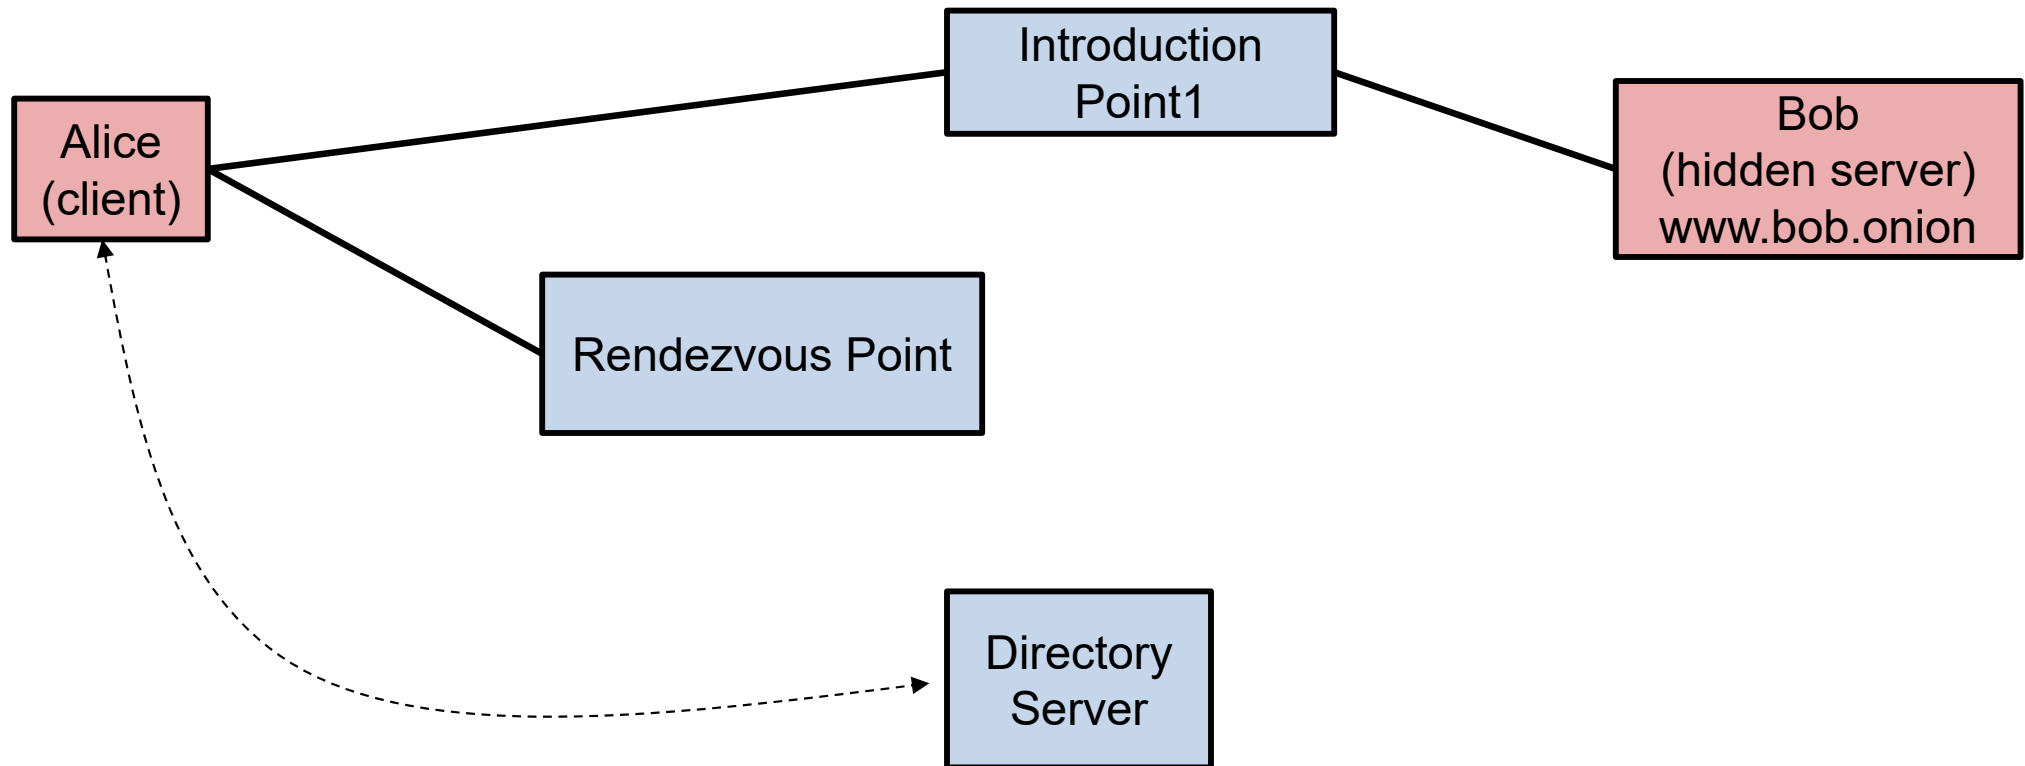 Introduction
Point1
Alice
(client)
Bob
(hidden server)
www.bob.onion
Rendezvous Point
Directory
Server